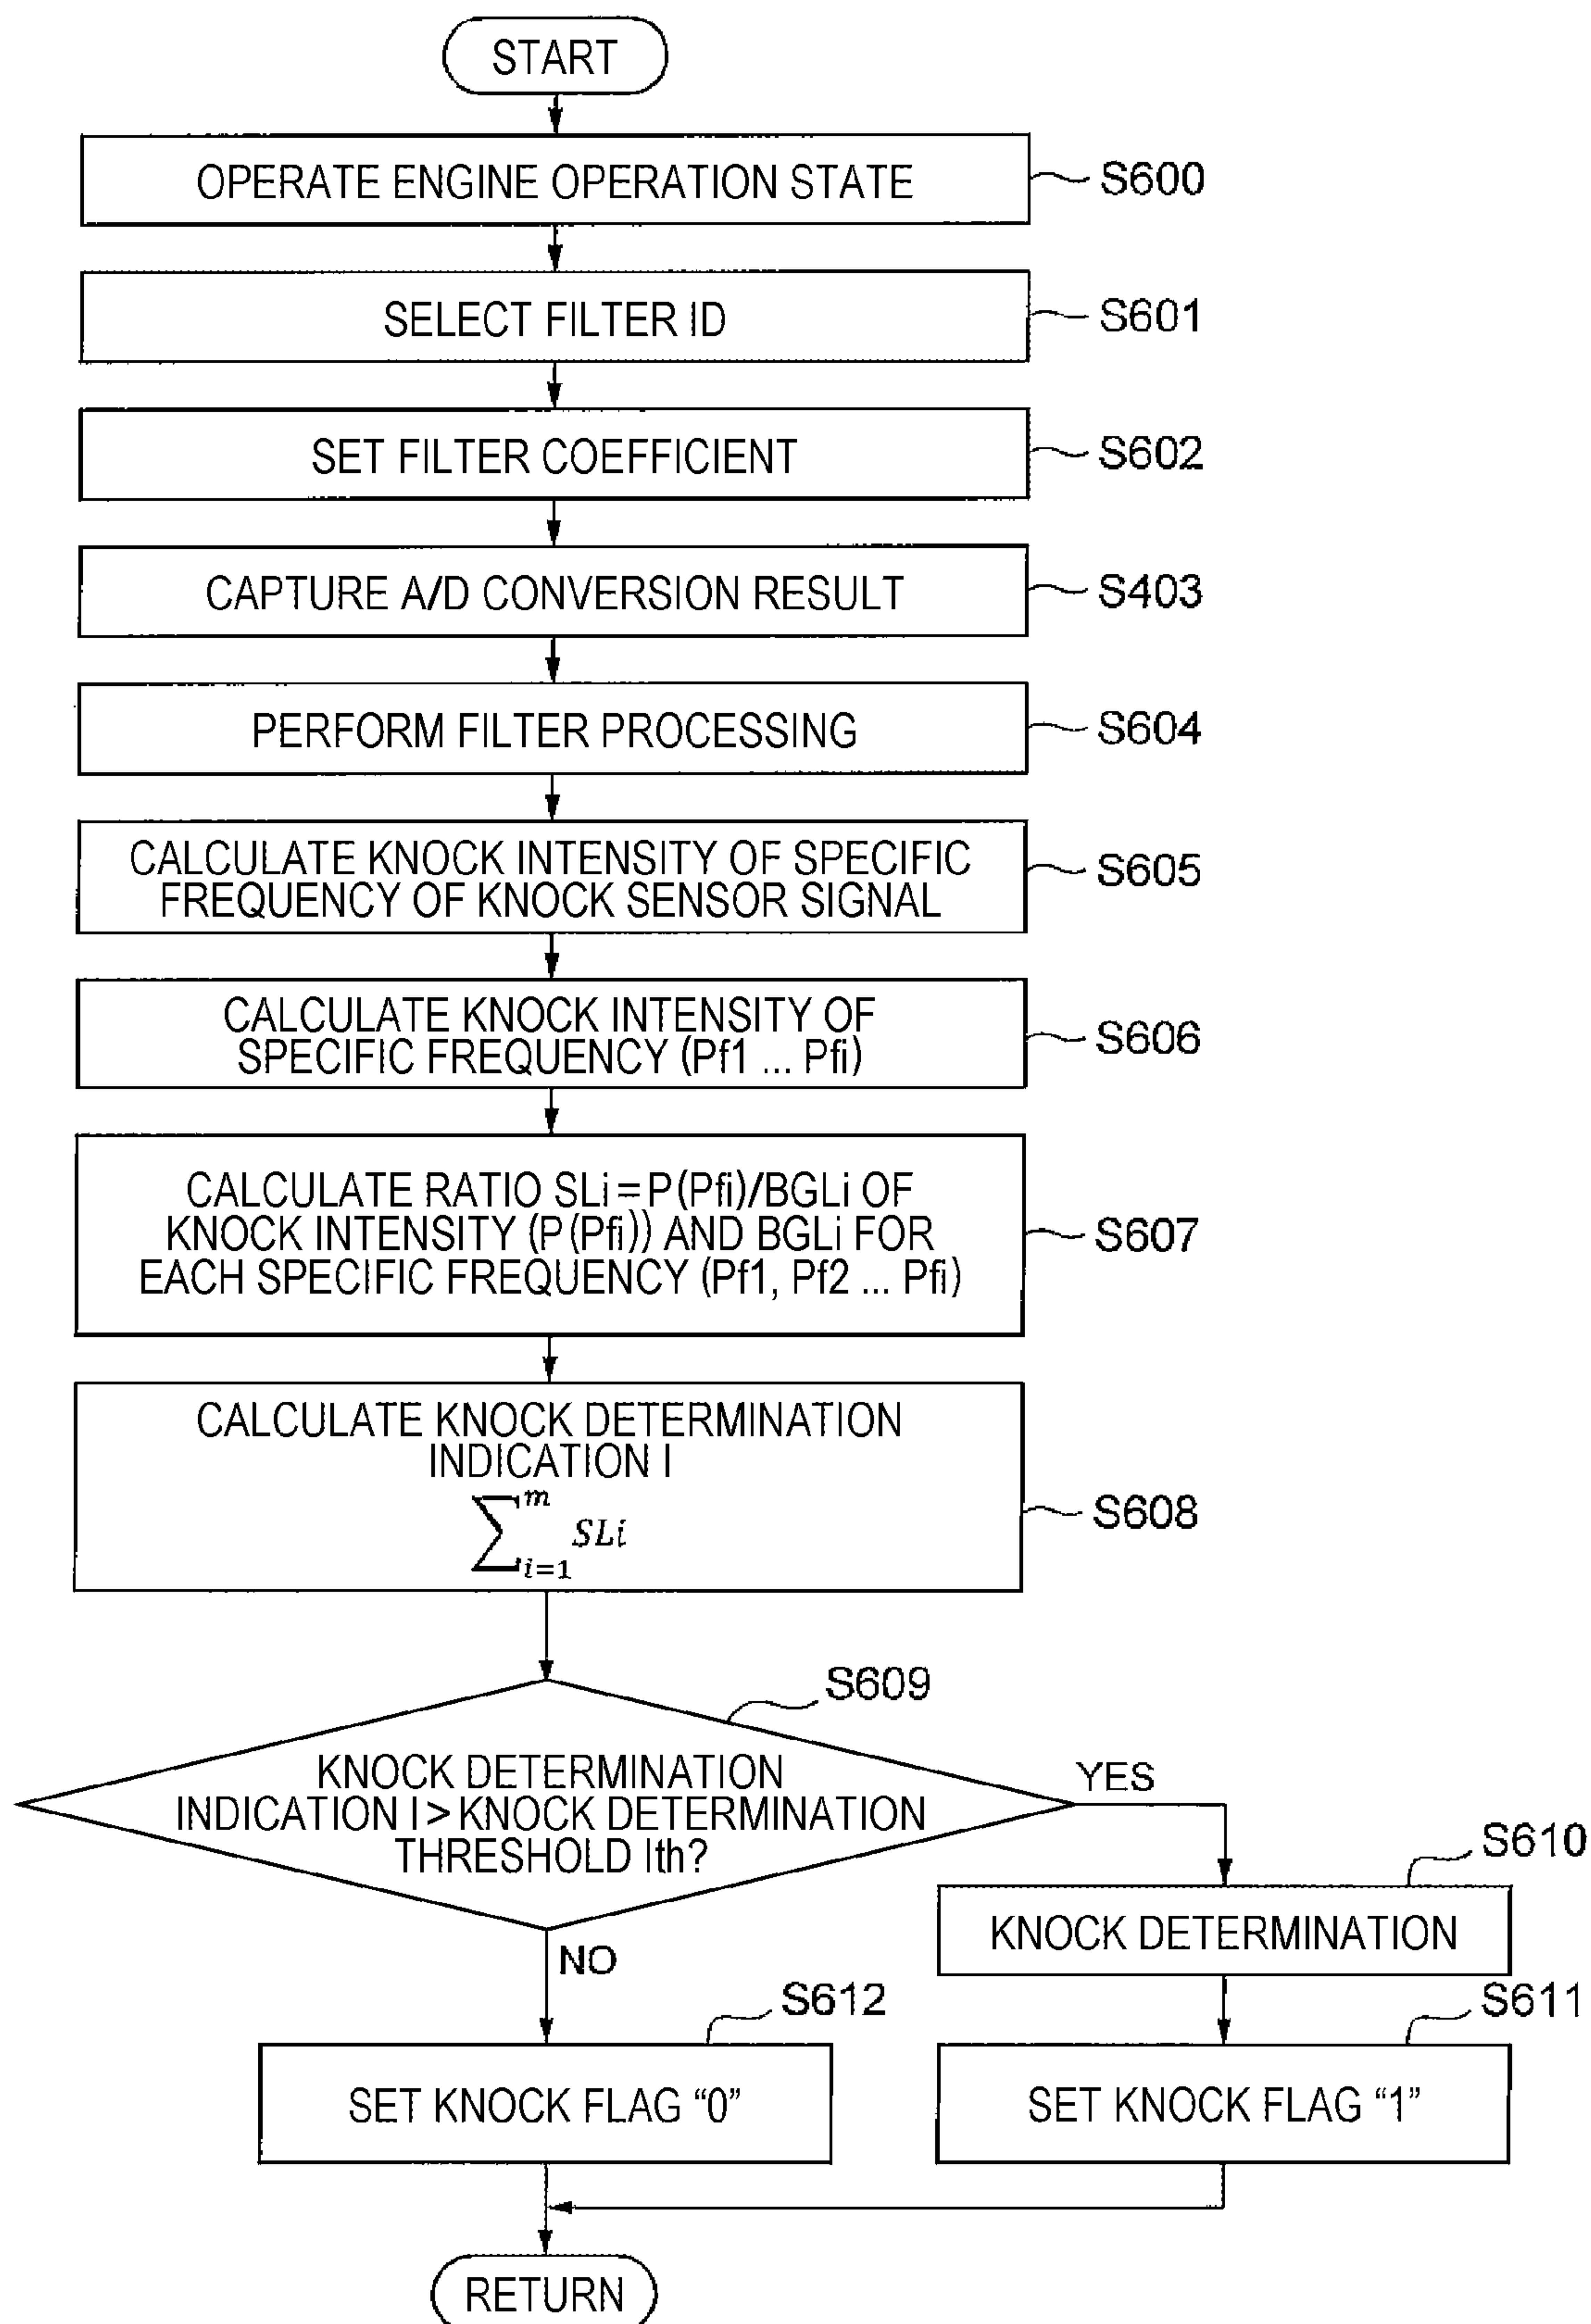 START
OPERATE ENGINE OPERATION STATE
S600
SELECT FILTER ID
S601
SET FILTER COEFFICIENT
S602
CAPTURE A/D CONVERSION RESULT
S403
PERFORM FILTER PROCESSING
S604
CALCULATE KNOCK INTENSITY OF SPECIFIC
FREQUENCY OF KNOCK SENSOR SIGNAL
S605
CALCULATE KNOCK INTENSITY OF
SPECIFIC FREQUENCY (Pf1 ... Pfi)
S606
CALCULATE RATIO SLi=P(Pfi)/BGLi OF
KNOCK INTENSITY (P(Pfi)) AND BGLi FOR
EACH SPECIFIC FREQUENCY (Pf1, Pf2 ... Pfi)
S607
CALCULATE KNOCK DETERMINATION
INDICATION I
∑_{i=1}^{m} SLi
S608
S609
KNOCK DETERMINATION
INDICATION I > KNOCK DETERMINATION
THRESHOLD Ith?
YES
S610
KNOCK DETERMINATION
NO
S612
S611
SET KNOCK FLAG “0”
SET KNOCK FLAG “1”
RETURN